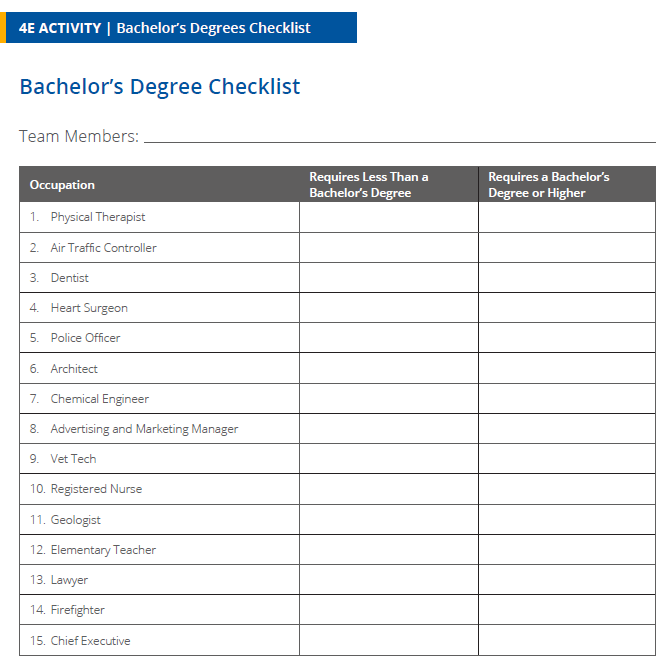 4E ACTIVITY | Bachelor’s Degrees Checklist
Bachelor’s Degree Checklist
Team Members:
Occupation
Requires Less Than a
Bachelor’s Degree
Requires a Bachelor’s
Degree or Higher
1. Physical Therapist
2. Air Traffic Controller
3. Dentist
4. Heart Surgeon
5. Police Officer
6. Architect
7. Chemical Engineer
8. Advertising and Marketing Manager
9. Vet Tech
10. Registered Nurse
11. Geologist
12. Elementary Teacher
13. Lawyer
14. Firefighter
15. Chief Executive